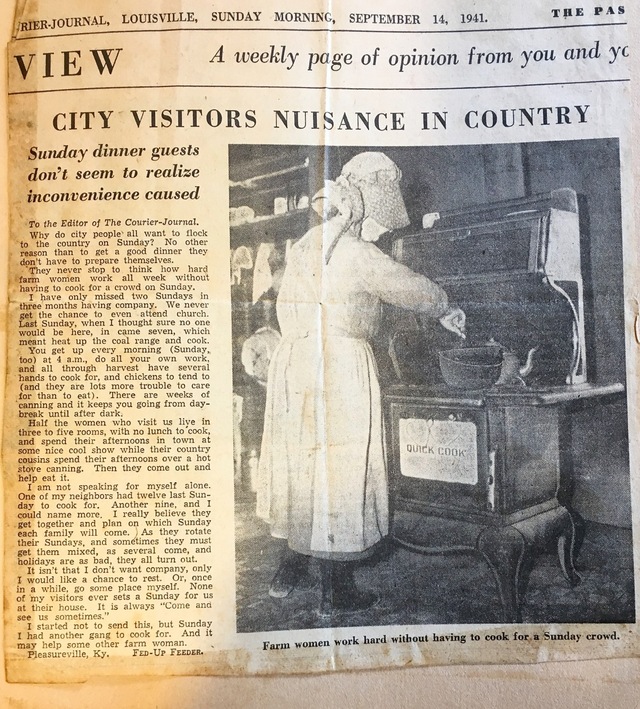 RIER-JOURNAL, LOUISVILLE, SUNDAY MORNING, SEPTEMBER 14, 1941.
THE PAS
VIEW
A weekly page of opinion from you and yo
CITY VISITORS NUISANCE IN COUNTRY
Sunday dinner guests
don't seem to realize
inconvenience caused
To the Editor of The Courier-Journal.
Why do city people all want to flock
to the country on Sunday? No other
reason than to get a good dinner they
don't have to prepare themselves.
They never stop to think how hard
farm women work all week without
having to cook for a crowd on Sunday.
I have only missed two Sundays in
three months having company. We never
get the chance to even attend church.
Last Sunday, when I thought sure no one
would be here, in came seven, which
meant heat up the coal range and cook.
You get up every morning (Sunday,
too) at 4 a.m., do all your own work,
and all through harvest have several
hands to cook for, and chickens to tend to
(and they are lots more trouble to care
for than to eat). There are weeks of
canning and it keeps you going from day-
break until after dark.
Half the women who visit us live in
three to five rooms, with no lunch to cook,
and spend their afternoons in town at
some nice cool show while their country
cousins spend their afternoons over a hot
stove canning. Then they come out and
help eat it.
I am not speaking for myself alone.
One of my neighbors had twelve last Sun-
day to cook for. Another nine, and I
could name more. I really believe they
get together and plan on which Sunday
each family will come. As they rotate
their Sundays, and sometimes they must
get them mixed, as several come, and
holidays are as bad, they all turn out.
It isn't that I don't want company, only
I would like a chance to rest. Or, once
in a while, go some place myself. None
of my visitors ever sets a Sunday for us
at their house. It is always "Come and
see us sometimes."
I started not to send this, but Sunday
I had another gang to cook for. And it
may help some other farm woman.
Pleasureville, Ky. FED-UP FEEDER.
QUICK COOK
Farm women work hard without having to cook for a Sunday crowd.